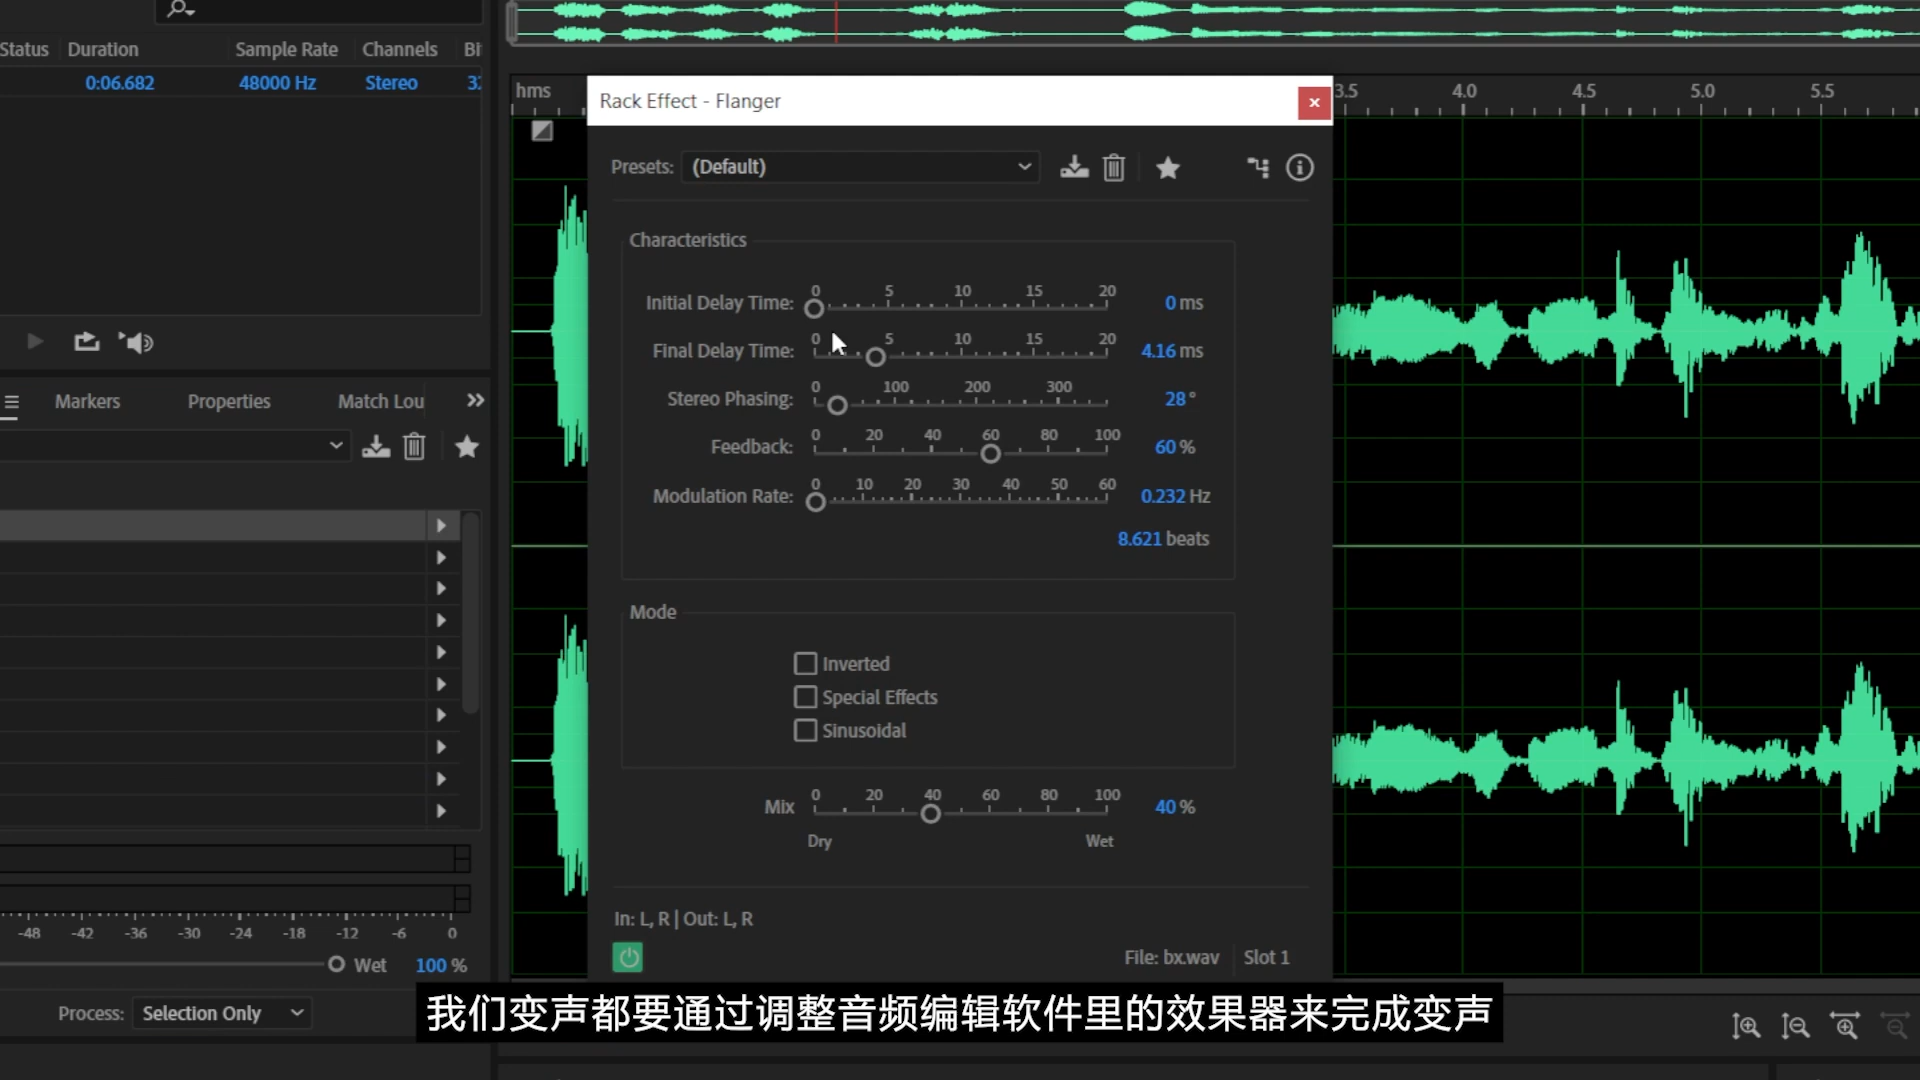 Status Duration Sample Rate Channels
0:06.682 48000 Hz Stereo
hms 3.5 4.0 4.5 5.0 5.5
Rack Effect - Flanger
Presets: (Default)
Characteristics
0 5 10 15 20
Initial Delay Time: 0 ms
0 5 10 15 20
Final Delay Time: 4.16 ms
0 100 200 300
Stereo Phasing: 28 °
0 20 40 60 80 100
Feedback: 60 %
0 10 20 30 40 50 60
Modulation Rate: 0.232 Hz
8.621 beats
Markers Properties Match Lou
Mode
Inverted
Special Effects
Sinusoidal
0 20 40 60 80 100
Mix 40 %
Dry Wet
In: L, R | Out: L, R
File: bx.wav Slot 1
-48 -42 -36 -30 -24 -18 -12 -6 0
Wet 100 %
Process: Selection Only
我们变声都要通过调整音频编辑软件里的效果器来完成变声